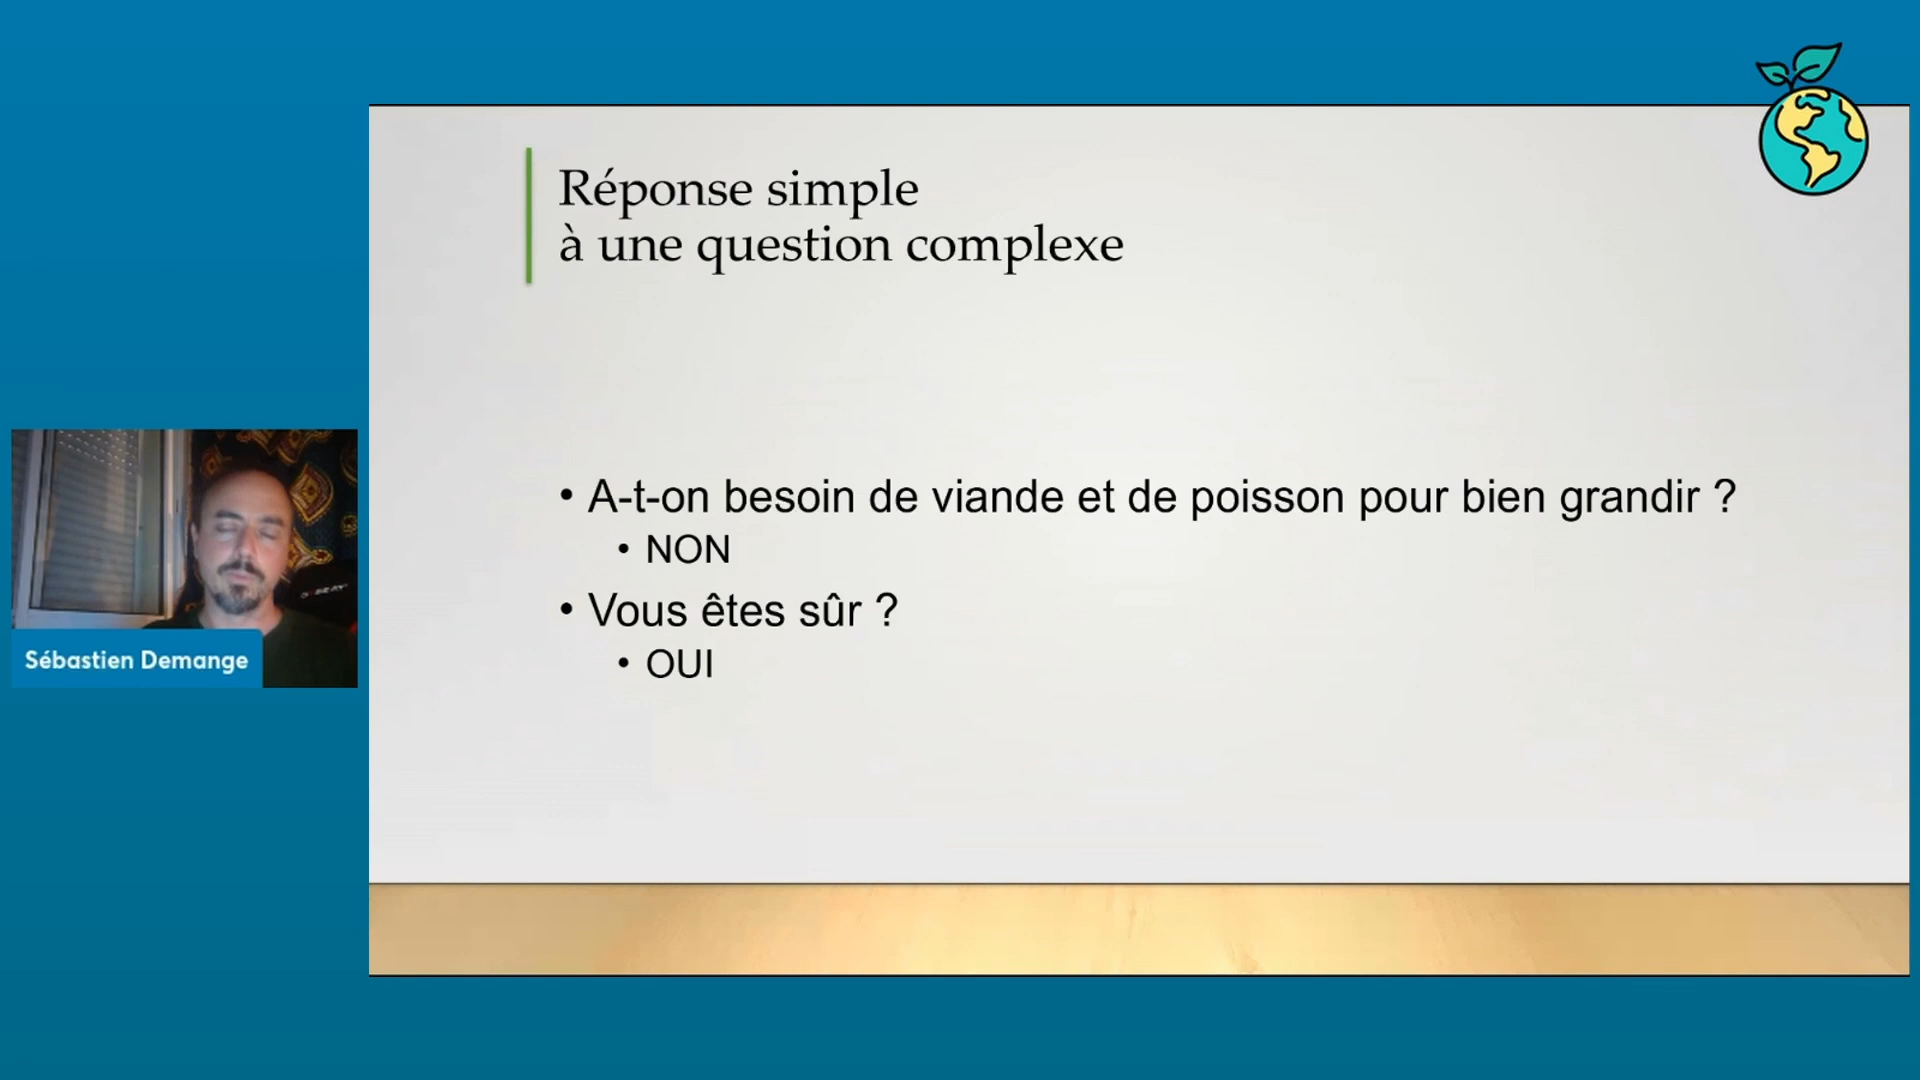 Réponse simple
à une question complexe
• A-t-on besoin de viande et de poisson pour bien grandir ?
• NON
• Vous êtes sûr ?
• OUI
Sébastien Demange